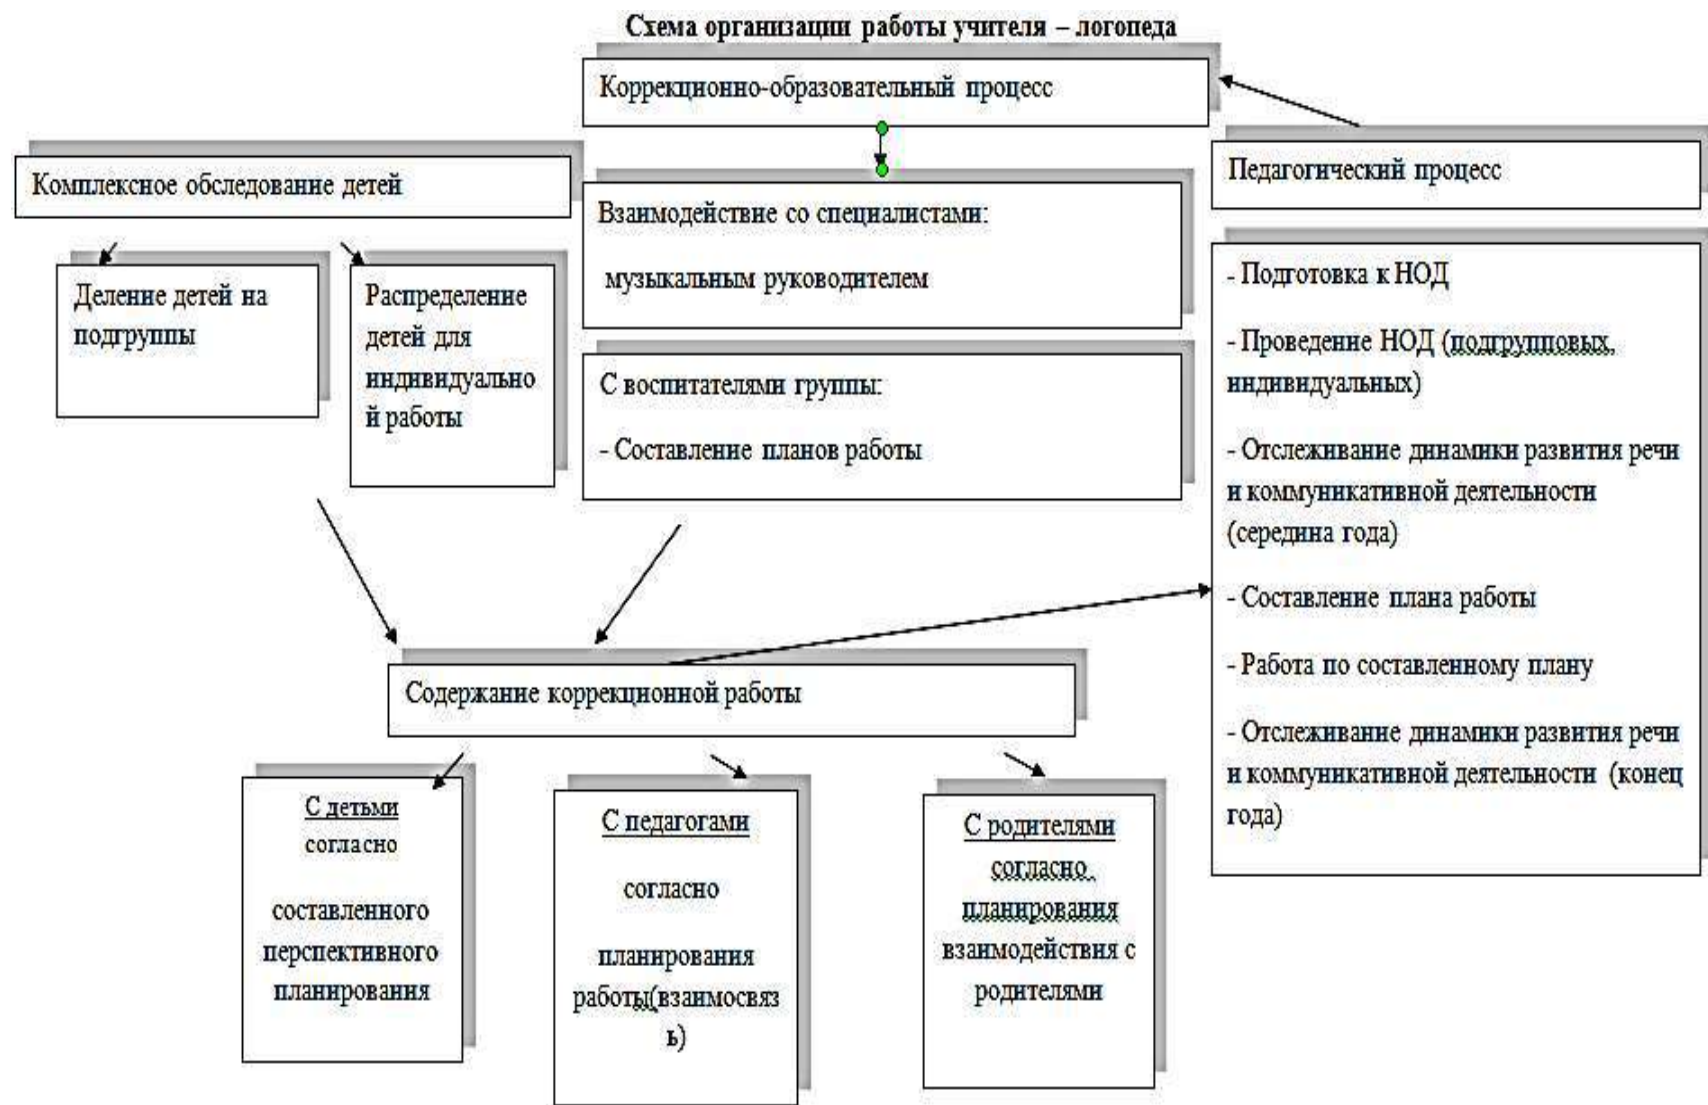 Схема организации работы учителя – логопеда
Коррекционно-образовательный процесс
Комплексное обследование детей
Деление детей на
подгруппы
Распределение
детей для
индивидуально
й работы
Взаимодействие со специалистами:
музыкальным руководителем
С воспитателями группы:
- Составление планов работы
Педагогический процесс
- Подготовка к НОД
- Проведение НОД (подгрупповых,
индивидуальных)
- Отслеживание динамики развития речи
и коммуникативной деятельности
(середина года)
- Составление плана работы
- Работа по составленному плану
- Отслеживание динамики развития речи
и коммуникативной деятельности (конец
года)
Содержание коррекционной работы
С детьми
согласно
составленного
перспективного
планирования
С педагогами
согласно
планирования
работы(взаимосвяз
ь)
С родителями
согласно
планирования
взаимодействия с
родителями